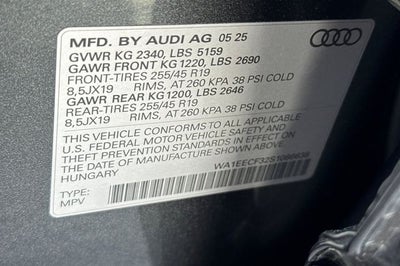 MFD. BY AUDI AG 05 25
GVWR KG 2340, LBS 5159
GAWR FRONT KG1220, LBS 2690
FRONT-TIRES 255/45 R19
8,5JX19 RIMS, AT 260 KPA 38 PSI COLD
GAWR REAR KG1200, LBS 2646
REAR-TIRES 255/45 R19
8,5JX19 RIMS, AT 260 KPA 38 PSI COLD
THIS VEHICLE CONFORMS TO ALL APPLICABLE
U.S. FEDERAL MOTOR VEHICLE SAFETY AND
THEFT PREVENTION STANDARDS IN EFFECT ON
THE DATE OF MANUFACTURE SHOWN ABOVE
HUNGARY
TYPE:
MPV